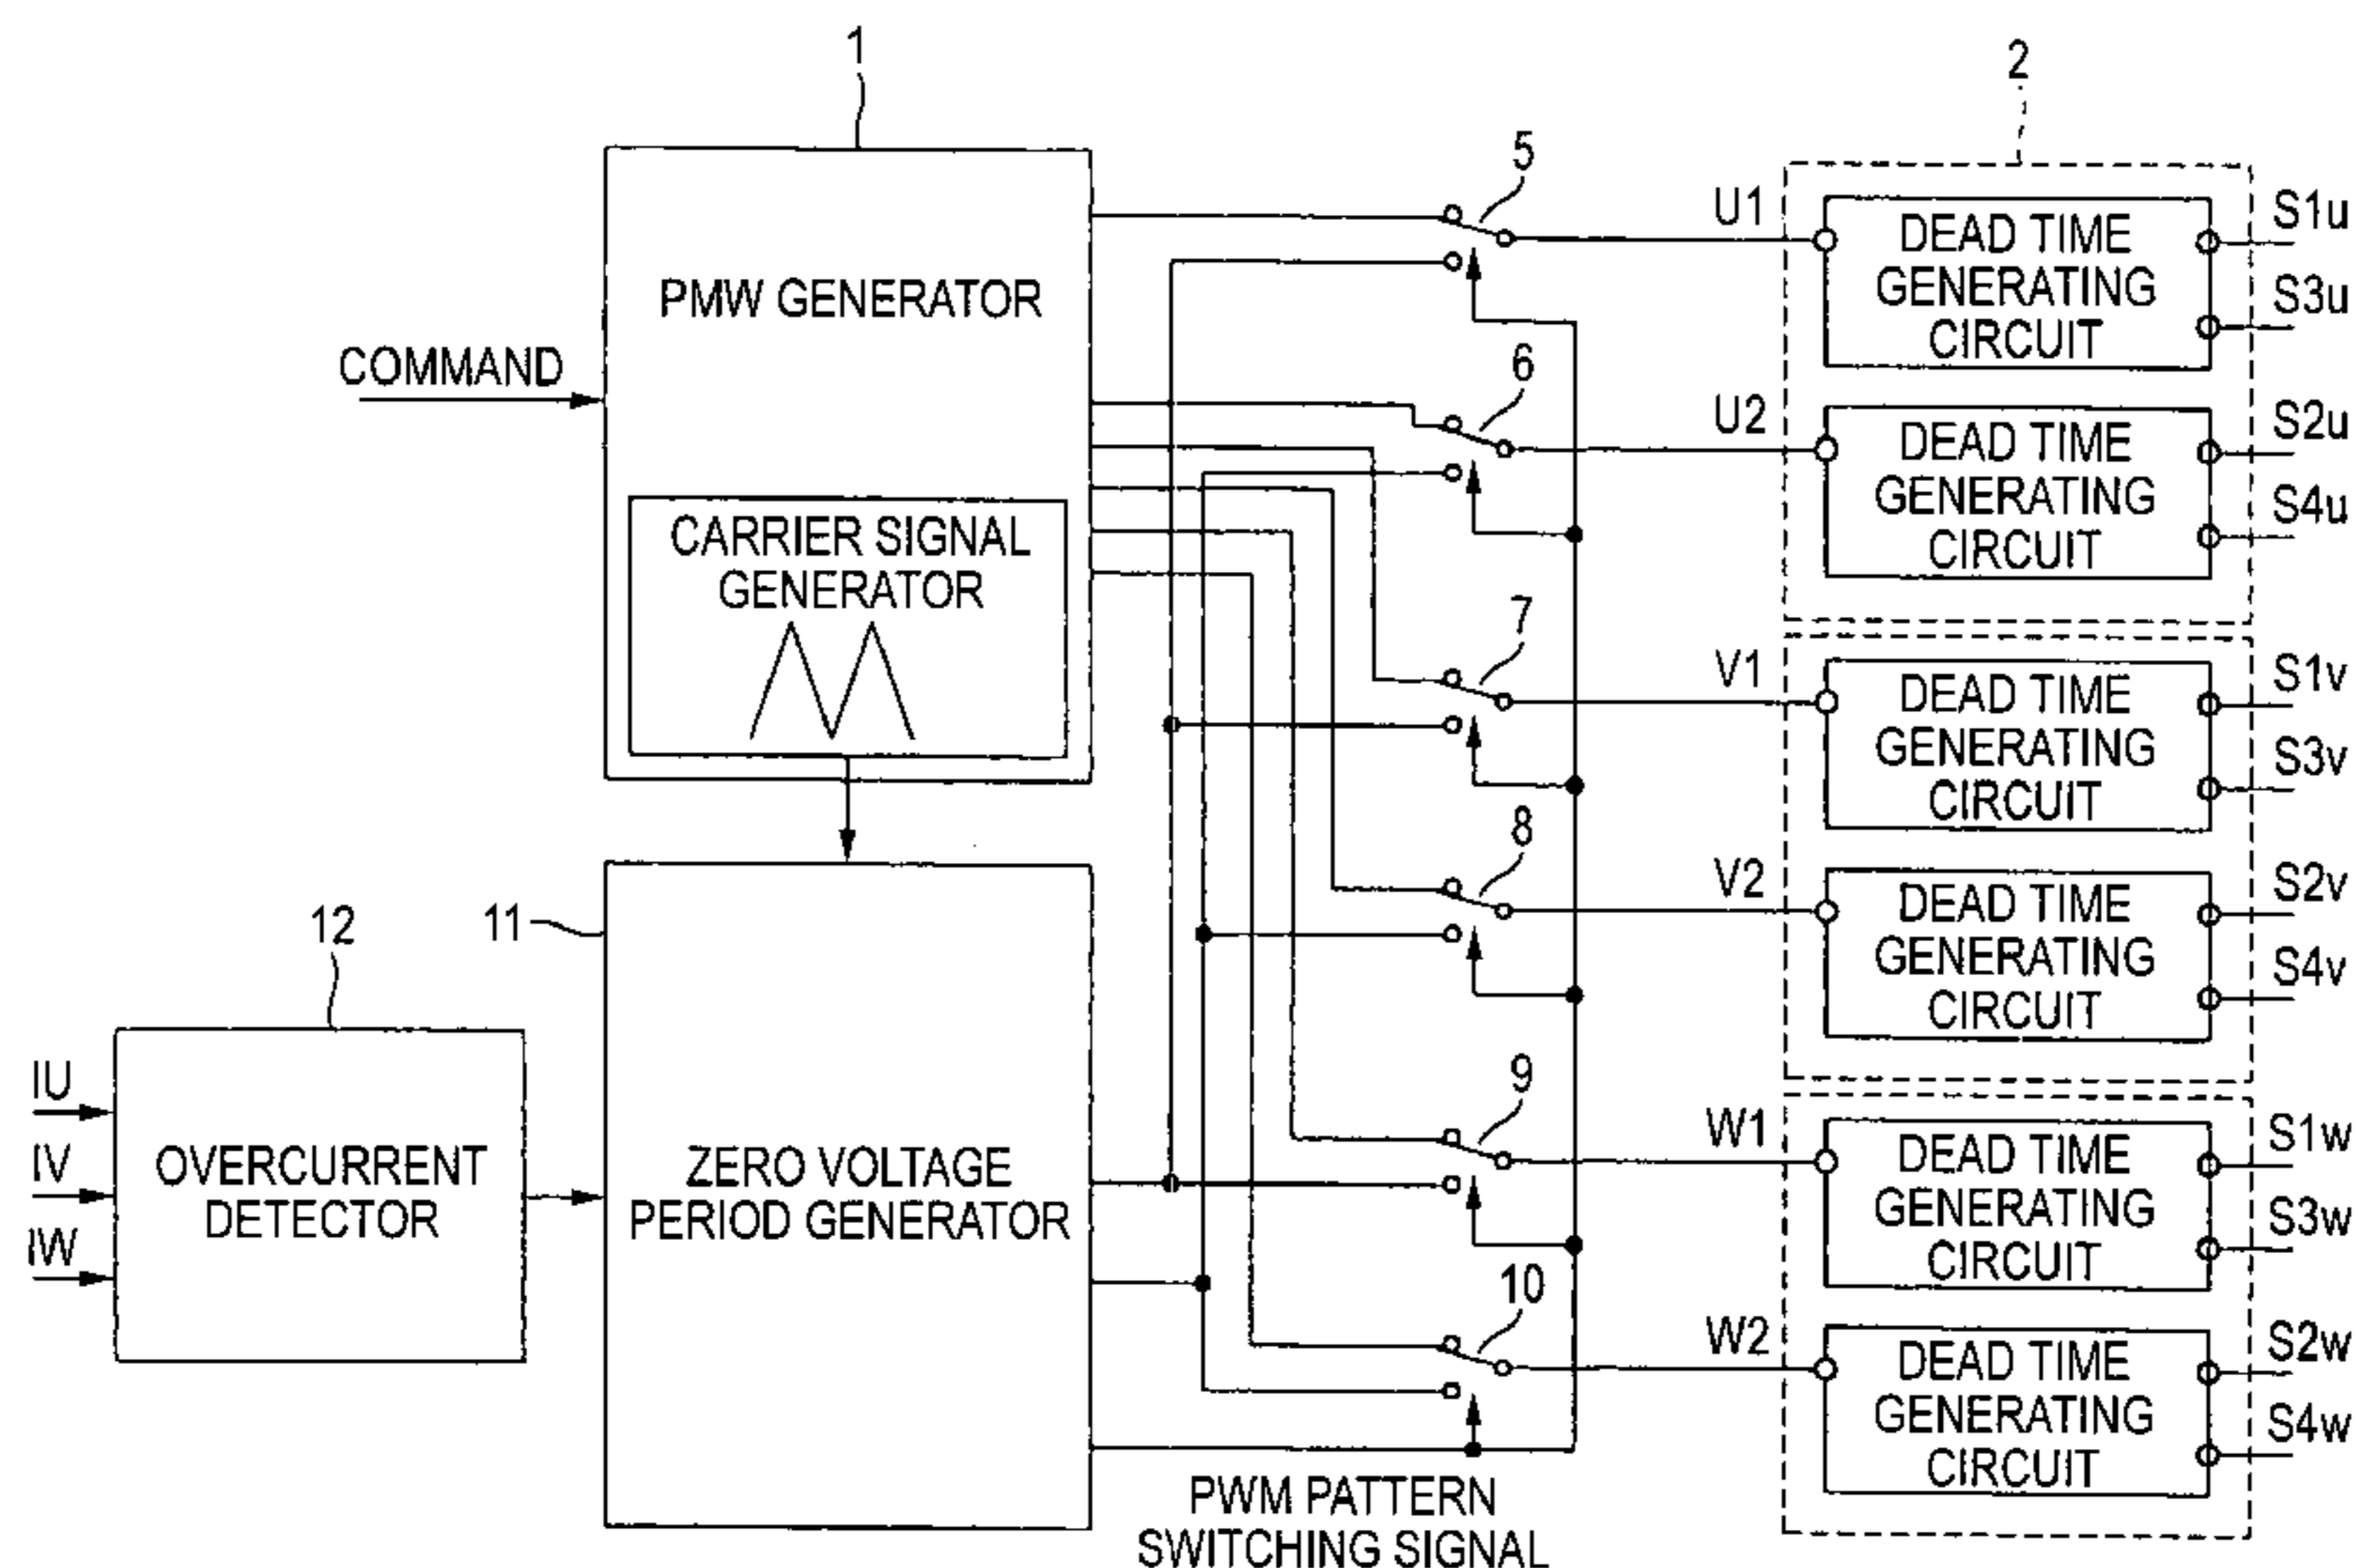 1
2
5
U1
DEAD TIME
GENERATING
CIRCUIT
S1u
S3u
PMW GENERATOR
COMMAND
6
U2
DEAD TIME
GENERATING
CIRCUIT
S2u
S4u
CARRIER SIGNAL
GENERATOR
7
V1
DEAD TIME
GENERATING
CIRCUIT
S1v
S3v
8
V2
DEAD TIME
GENERATING
CIRCUIT
S2v
S4v
11
12
IU
IV
IW
OVERCURRENT
DETECTOR
ZERO VOLTAGE
PERIOD GENERATOR
9
W1
DEAD TIME
GENERATING
CIRCUIT
S1w
S3w
10
W2
DEAD TIME
GENERATING
CIRCUIT
S2w
S4w
PWM PATTERN
SWITCHING SIGNAL